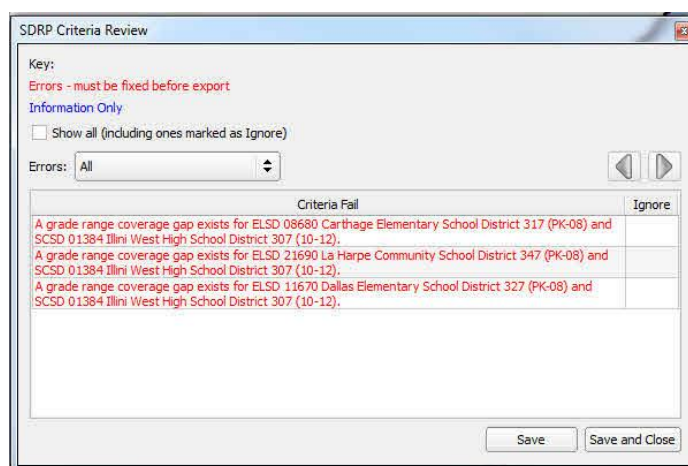 SDRP Criteria Review
Key:
Errors - must be fixed before export
Information Only
Show all (including ones marked as Ignore)
Errors: All
Criteria Fail Ignore
A grade range coverage gap exists for ELSD 08680 Carthage Elementary School District 317 (PK-08) and
SCSD 01384 Illini West High School District 307 (10-12).
A grade range coverage gap exists for ELSD 21690 La Harpe Community School District 347 (PK-08) and
SCSD 01384 Illini West High School District 307 (10-12).
A grade range coverage gap exists for ELSD 11670 Dallas Elementary School District 327 (PK-08) and
SCSD 01384 Illini West High School District 307 (10-12).
Save Save and Close